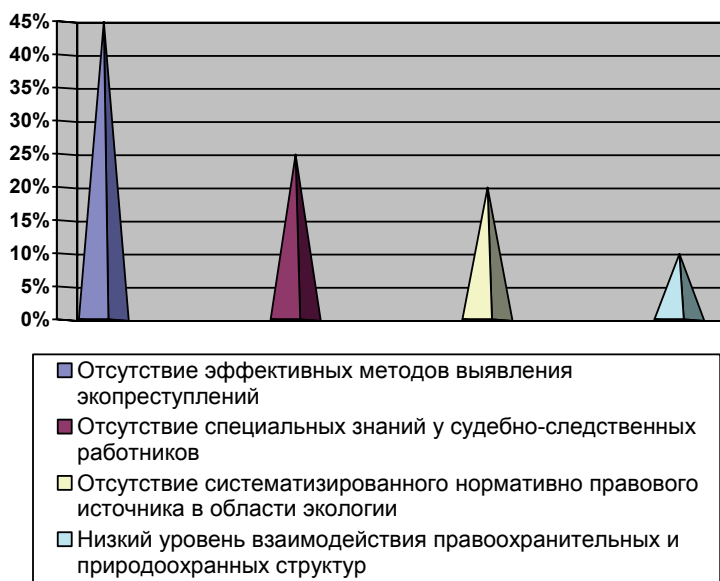 45%
40%
35%
30%
25%
20%
15%
10%
5%
0%
Отсутствие эффективных методов выявления
экопреступлений
Отсутствие специальных знаний у судебно-следственных
работников
Отсутствие систематизированного нормативно правового
источника в области экологии
Низкий уровень взаимодействия правоохранительных и
природоохранных структур